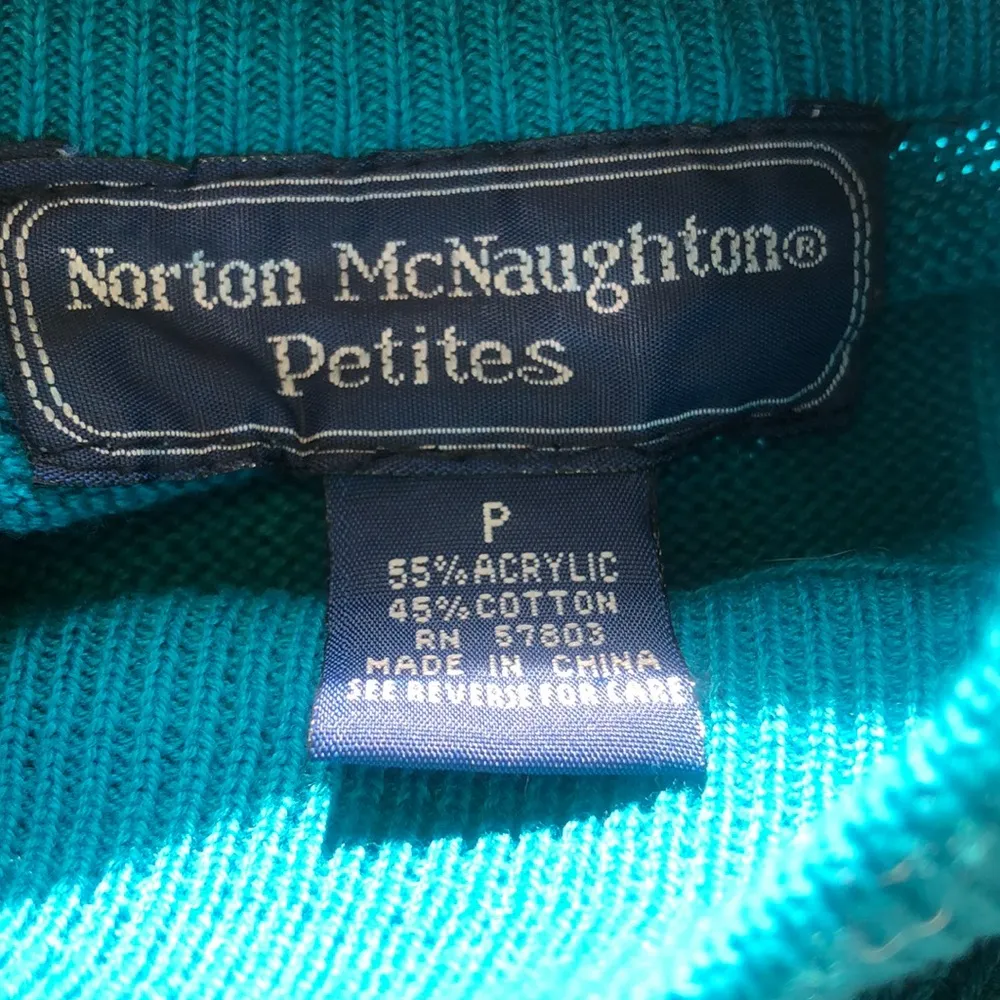 Norton McNaughton®
Petites
P
55% ACRYLIC
45% COTTON
RN 57803
MADE IN CHINA
SEE REVERSE FOR CARE